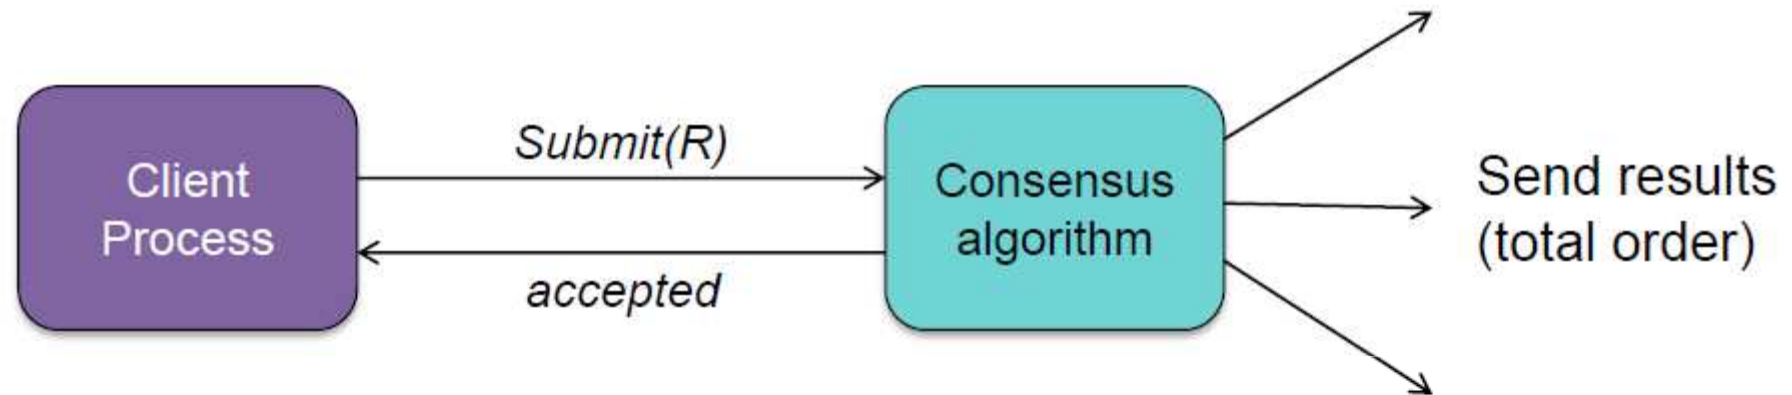 Client
Process
Submit(R)
accepted
Consensus
algorithm
Send results
(total order)